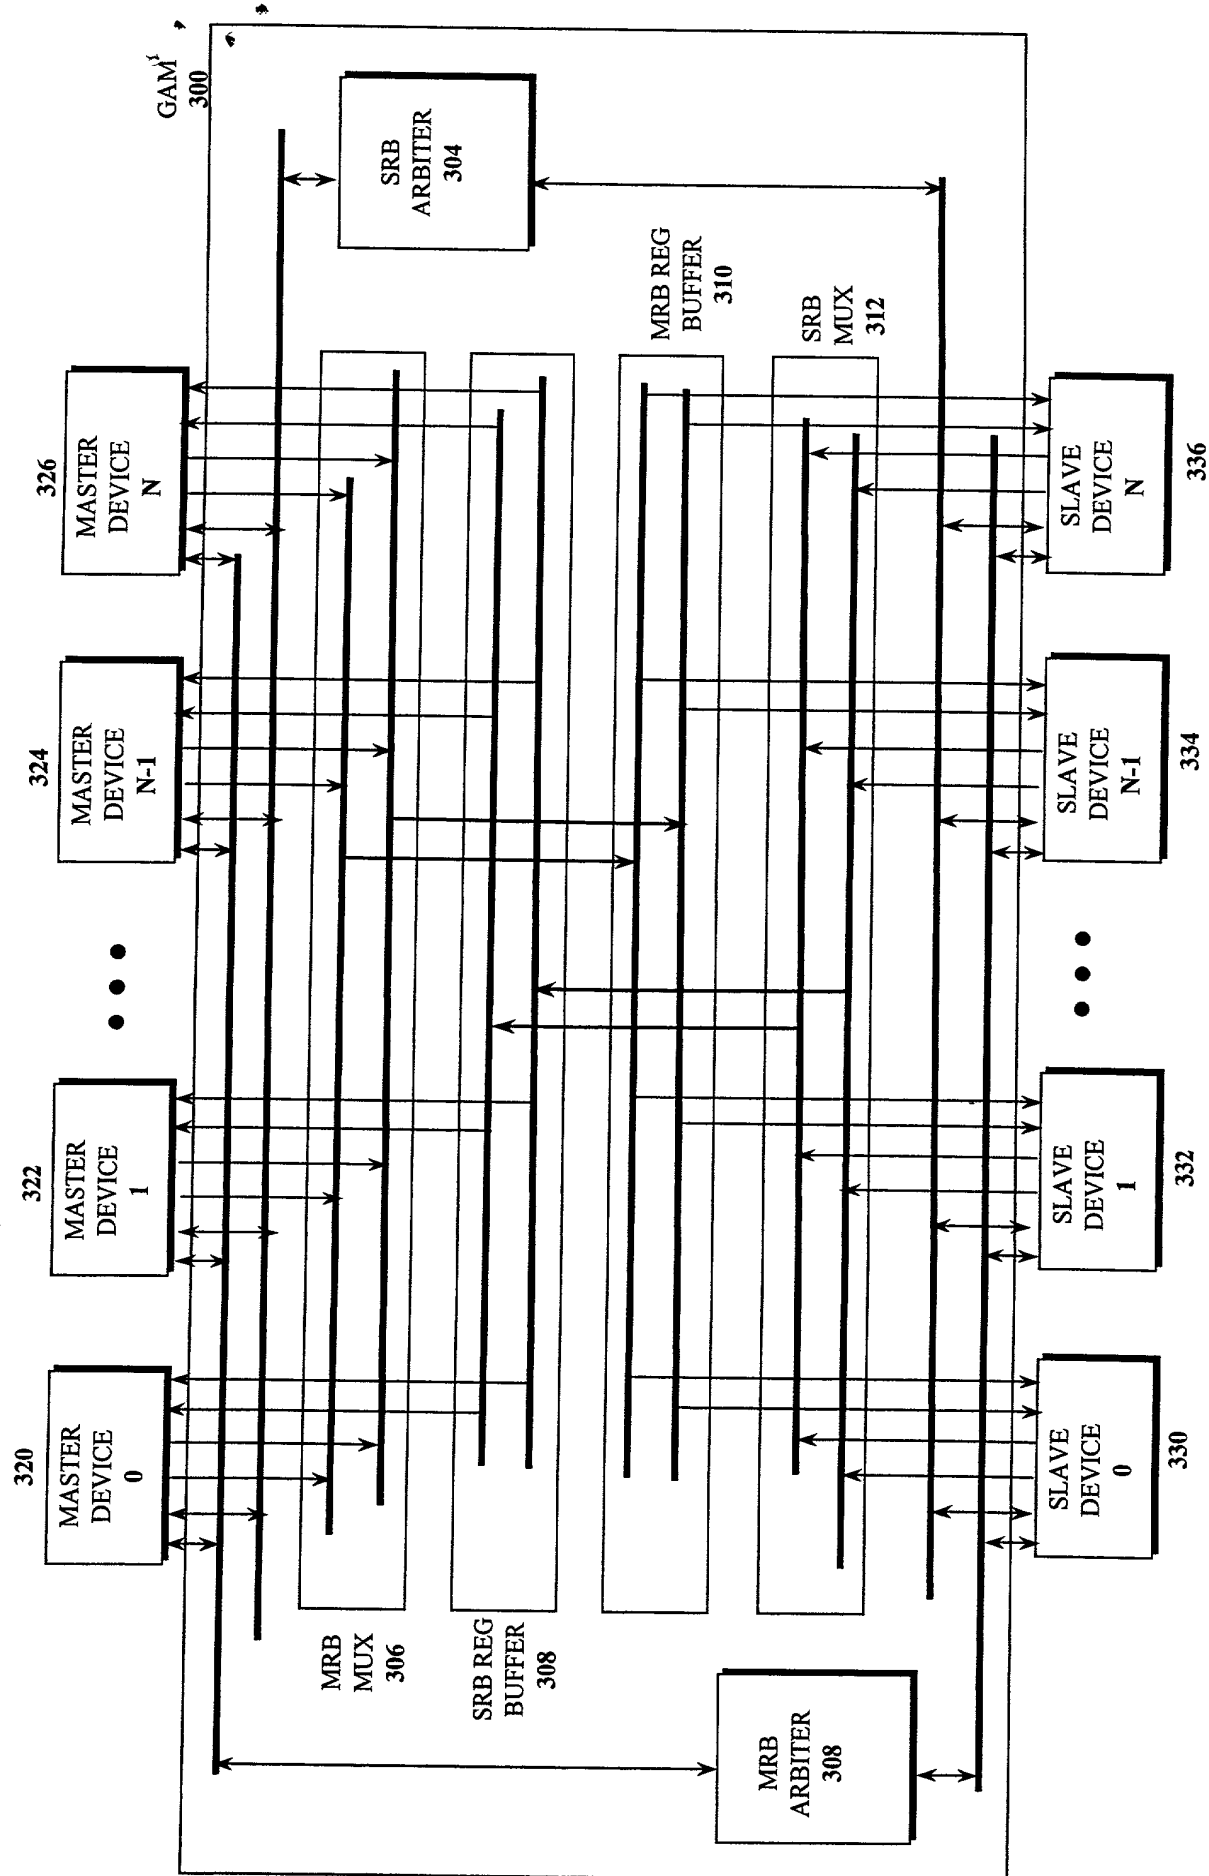 GAM
300
320
MASTER
DEVICE
0
322
MASTER
DEVICE
1
324
MASTER
DEVICE
N-1
326
MASTER
DEVICE
N
SRB
ARBITER
304
MRB
MUX
306
SRB REG
BUFFER
308
MRB REG
BUFFER
310
SRB
MUX
312
MRB
ARBITER
308
SLAVE
DEVICE
0
330
SLAVE
DEVICE
1
332
SLAVE
DEVICE
N-1
334
SLAVE
DEVICE
N
336